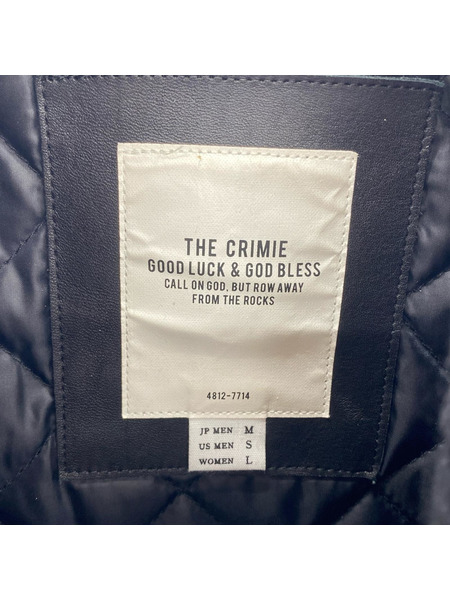 THE CRIMIE
GOOD LUCK & GOD BLESS
CALL ON GOD, BUT ROW AWAY
FROM THE ROCKS
4812-7714
JP MEN M
US MEN S
WOMEN L